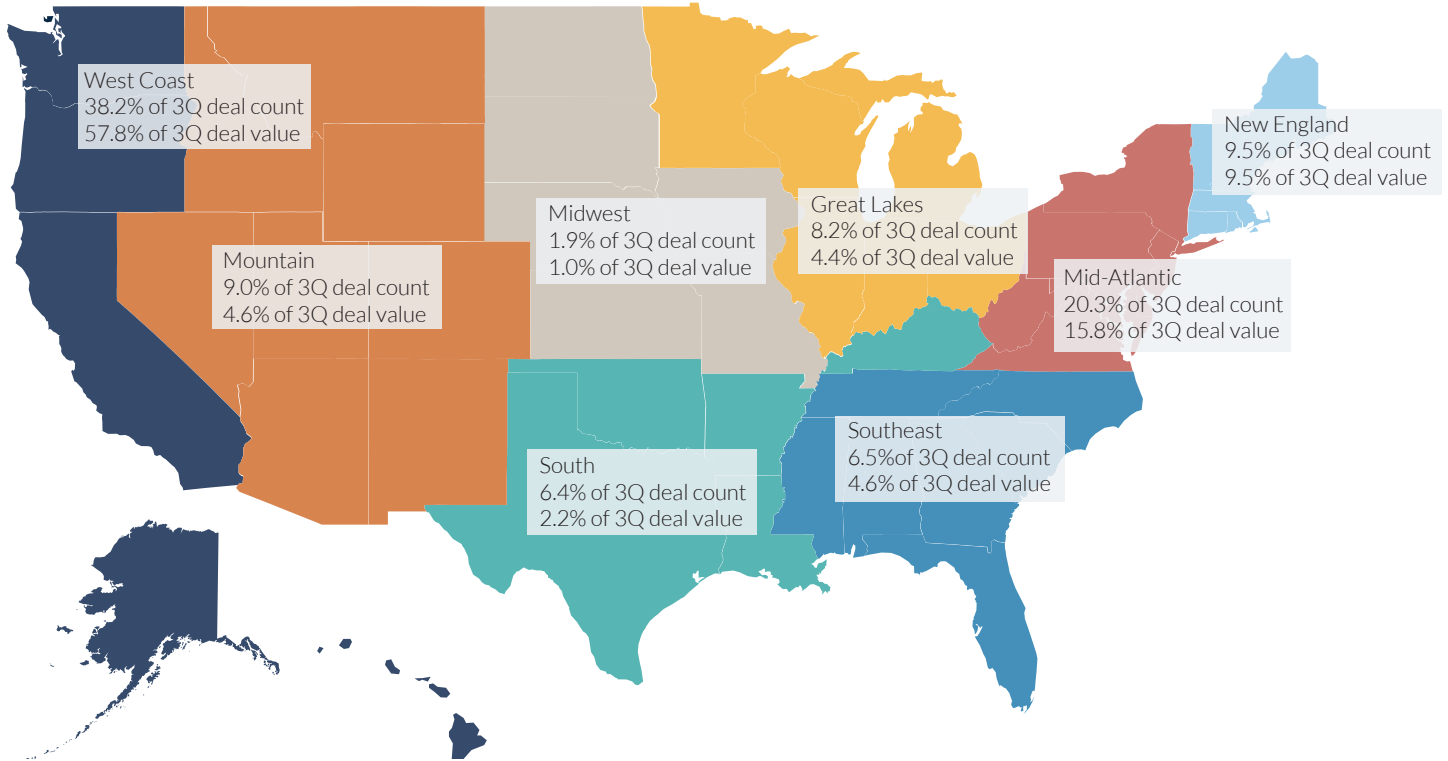 West Coast
38.2% of 3Q deal count
57.8% of 3Q deal value
New England
9.5% of 3Q deal count
9.5% of 3Q deal value
Great Lakes
8.2% of 3Q deal count
4.4% of 3Q deal value
Midwest
1.9% of 3Q deal count
1.0% of 3Q deal value
Mountain
9.0% of 3Q deal count
4.6% of 3Q deal value
Mid-Atlantic
20.3% of 3Q deal count
15.8% of 3Q deal value
Southeast
6.5%of 3Q deal count
4.6% of 3Q deal value
South
6.4% of 3Q deal count
2.2% of 3Q deal value